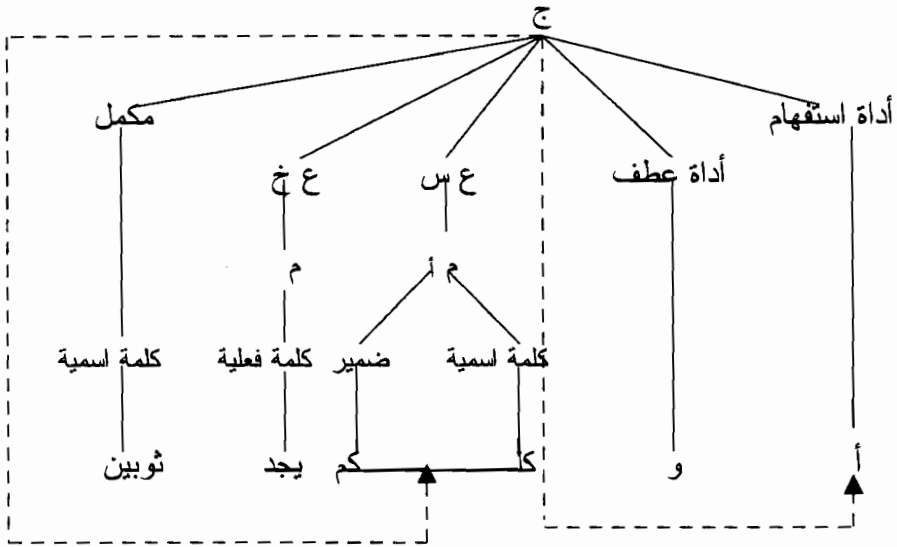 ج
أداة استفهام
مكمل
أداة عطف
ع س
ع خ
م أ
م
كلمة اسمية
ضمير
كلمة فعلية
كلمة اسمية
أ
و
كل
كم
يجد
ثوبين